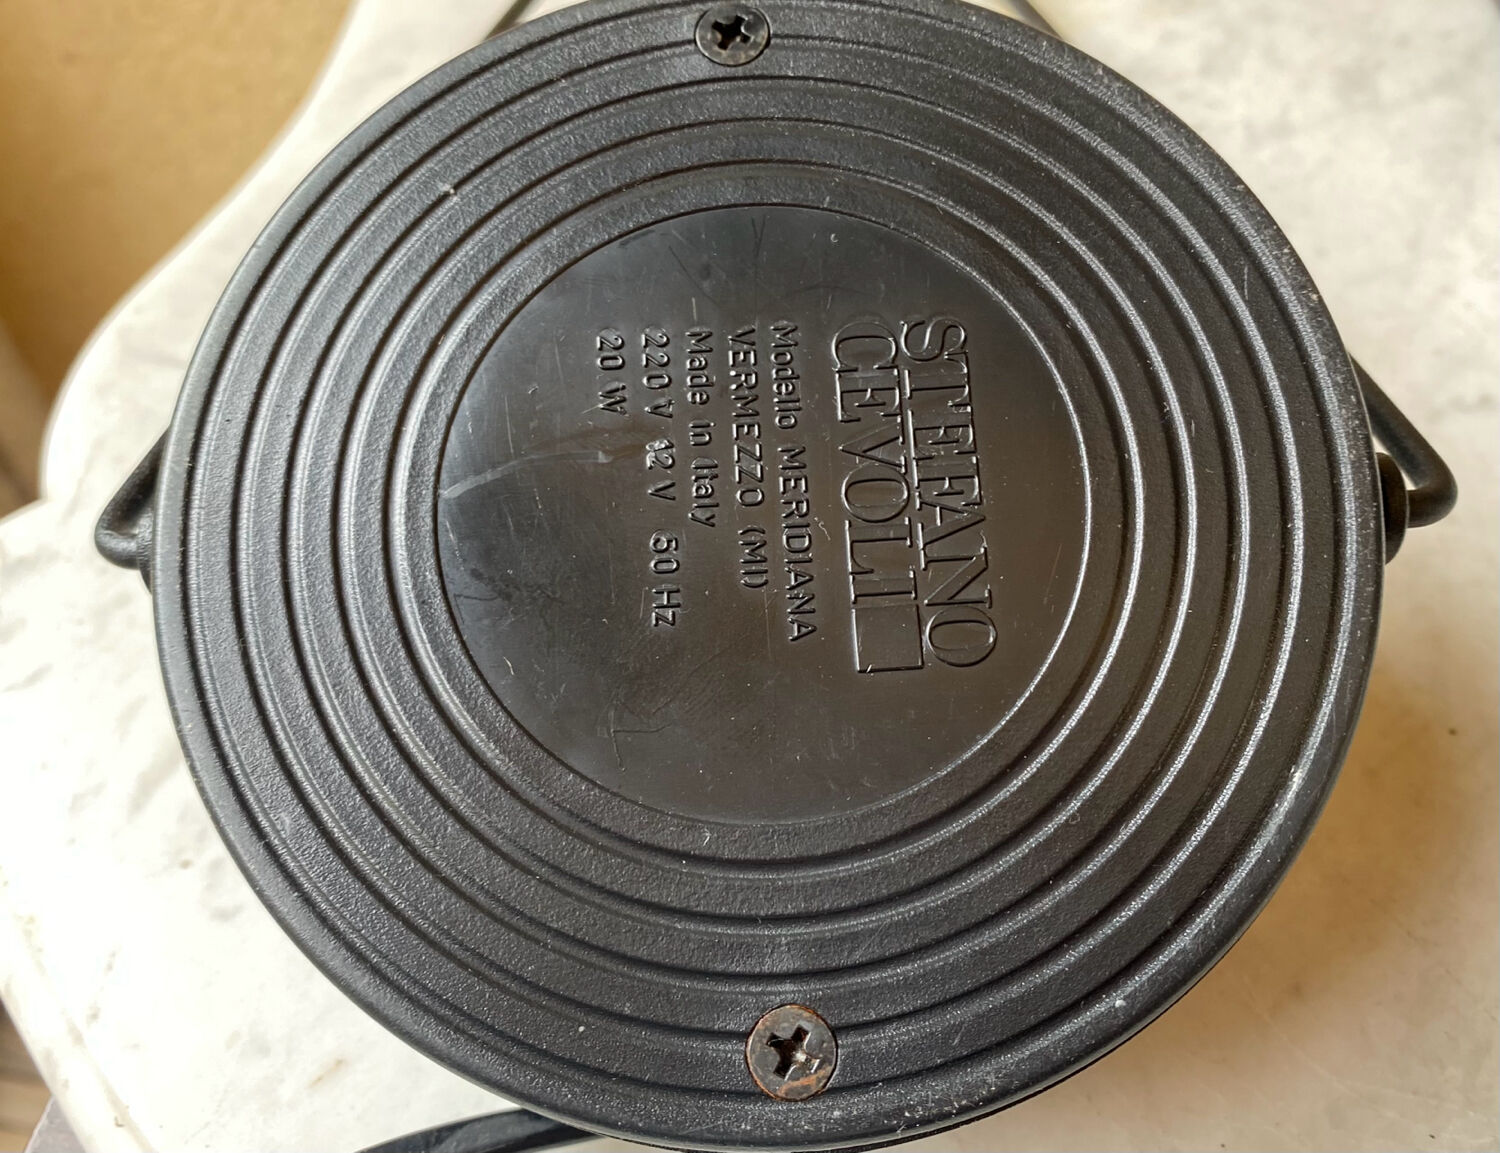 STEFANO
CEVOLI
Modello MERIDIANA
VERMEZZO (MI)
Made in Italy
220 V 12 V 50 Hz
20 W